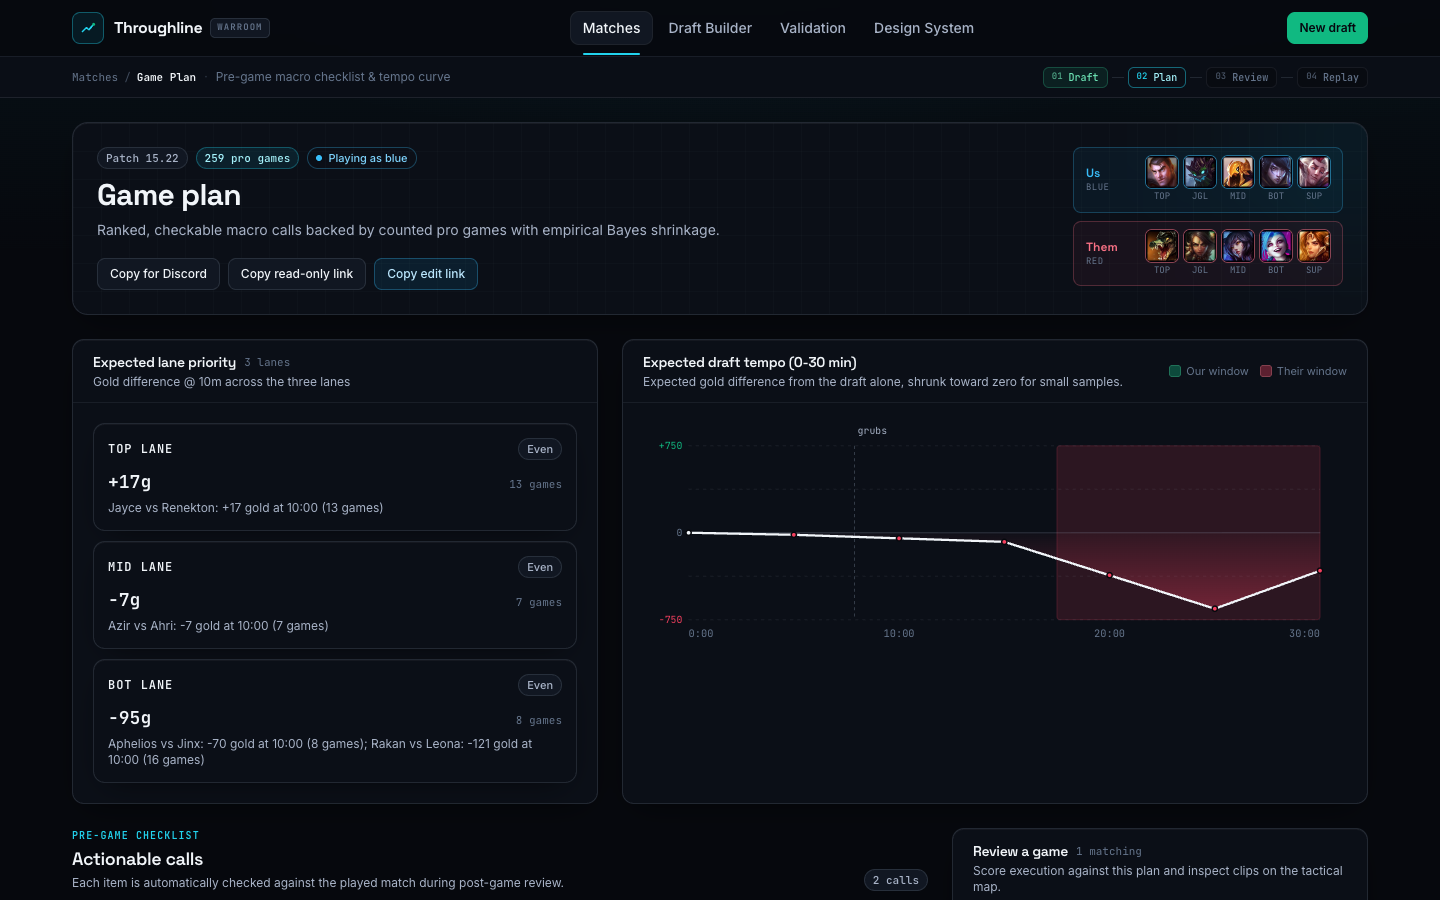 Throughline WARROOM
Matches Draft Builder Validation Design System
New draft
Matches / Game Plan · Pre-game macro checklist & tempo curve
01 Draft 02 Plan 03 Review 04 Replay
Patch 15.22 259 pro games Playing as blue
Game plan
Ranked, checkable macro calls backed by counted pro games with empirical Bayes shrinkage.
Copy for Discord Copy read-only link Copy edit link
Us
BLUE
TOP JGL MID BOT SUP
Them
RED
TOP JGL MID BOT SUP
Expected lane priority 3 lanes
Gold difference @ 10m across the three lanes
TOP LANE Even
+17g 13 games
Jayce vs Renekton: +17 gold at 10:00 (13 games)
MID LANE Even
-7g 7 games
Azir vs Ahri: -7 gold at 10:00 (7 games)
BOT LANE Even
-95g 8 games
Aphelios vs Jinx: -70 gold at 10:00 (8 games); Rakan vs Leona: -121 gold at
10:00 (16 games)
Expected draft tempo (0-30 min)
Expected gold difference from the draft alone, shrunk toward zero for small samples.
Our window Their window
grubs
+750
0
-750
0:00 10:00 20:00 30:00
PRE-GAME CHECKLIST
Actionable calls
Each item is automatically checked against the played match during post-game review.
2 calls
Review a game 1 matching
Score execution against this plan and inspect clips on the tactical
map.